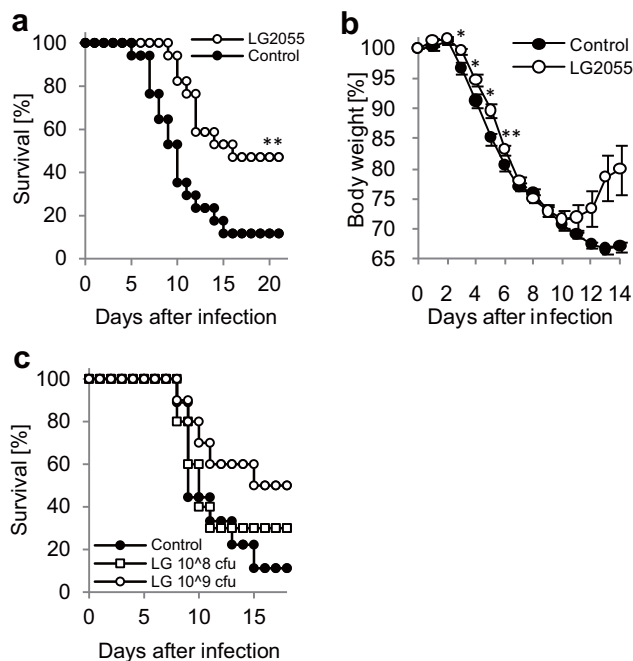 a
LG2055
Control
100
80
60
40
20
0
**
Survival [%]
0 5 10 15 20
Days after infection
b
Control
LG2055
100
95
90
85
80
75
70
65
*
*
*
**
Body weight [%]
0 2 4 6 8 10 12 14
Days after infection
c
100
80
60
40
20
0
Survival [%]
Control
LG 10^8 cfu
LG 10^9 cfu
0 5 10 15
Days after infection